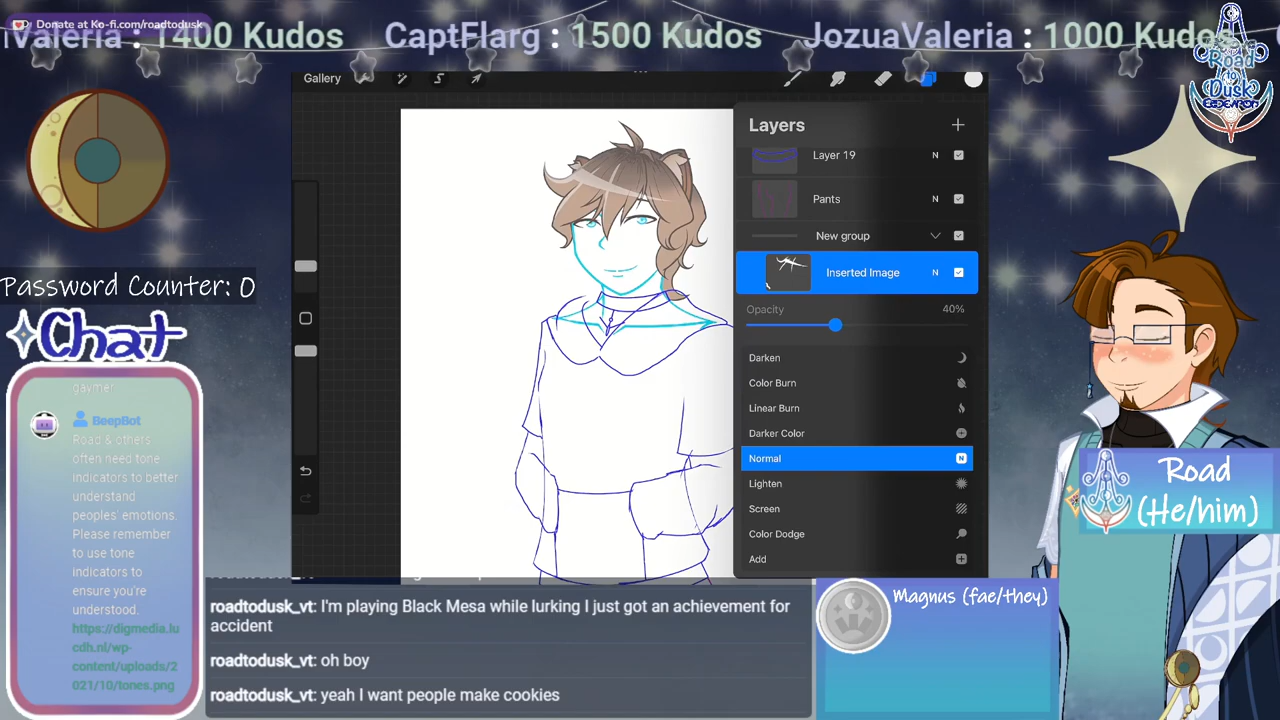 Donate at Ko-fi.com/roadtodusk
Valeria : 1400 Kudos CaptFlarg : 1500 Kudos JozuaValeria : 1000 Kudos
Road
to
Dusk
Gallery
S
Layers
Layer 19 N
Pants N
New group
Inserted Image N
Opacity 40%
Darken
Color Burn
Linear Burn
Darker Color
Normal N
Lighten
Screen
Color Dodge
Add
Password Counter: 0
Chat
gaymer
BeepBot
Road & others
often need tone
indicators to better
understand
peoples' emotions.
Please remember
to use tone
indicators to
ensure you're
understood.
https://digmedia.lu
cdh.nl/wp-
content/uploads/2
021/10/tones.png
roadtodusk_vt: I'm playing Black Mesa while lurking I just got an achievement for
accident
roadtodusk_vt: oh boy
roadtodusk_vt: yeah I want people make cookies
Road
(He/him)
Magnus (fae/they)